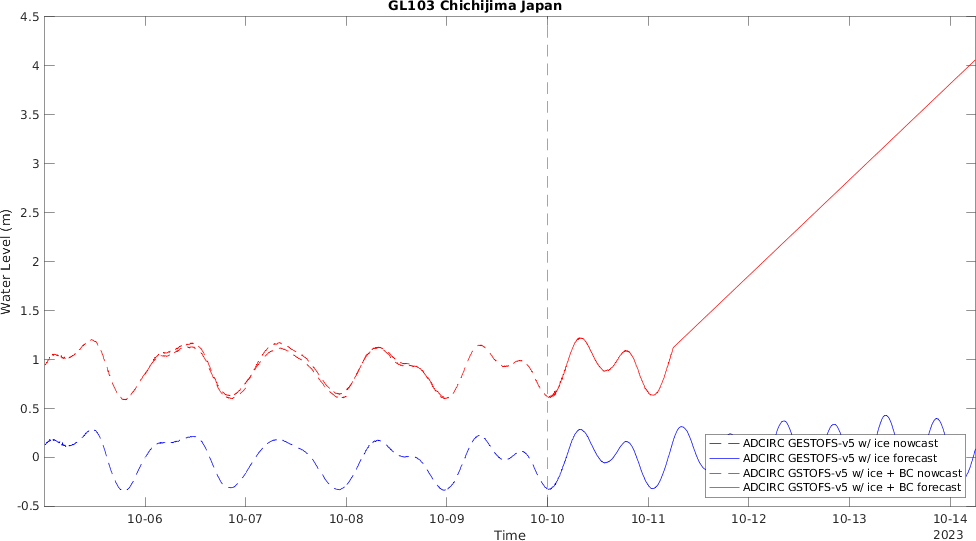 GL103 Chichijima Japan
4.5
4
3.5
3
2.5
2
1.5
1
0.5
0
-0.5
Water Level (m)
ADCIRC GESTOFS-v5 w/ ice nowcast
ADCIRC GESTOFS-v5 w/ ice forecast
ADCIRC GSTOFS-v5 w/ ice + BC nowcast
ADCIRC GSTOFS-v5 w/ ice + BC forecast
10-06 10-07 10-08 10-09 10-10 10-11 10-12 10-13 10-14
2023
Time